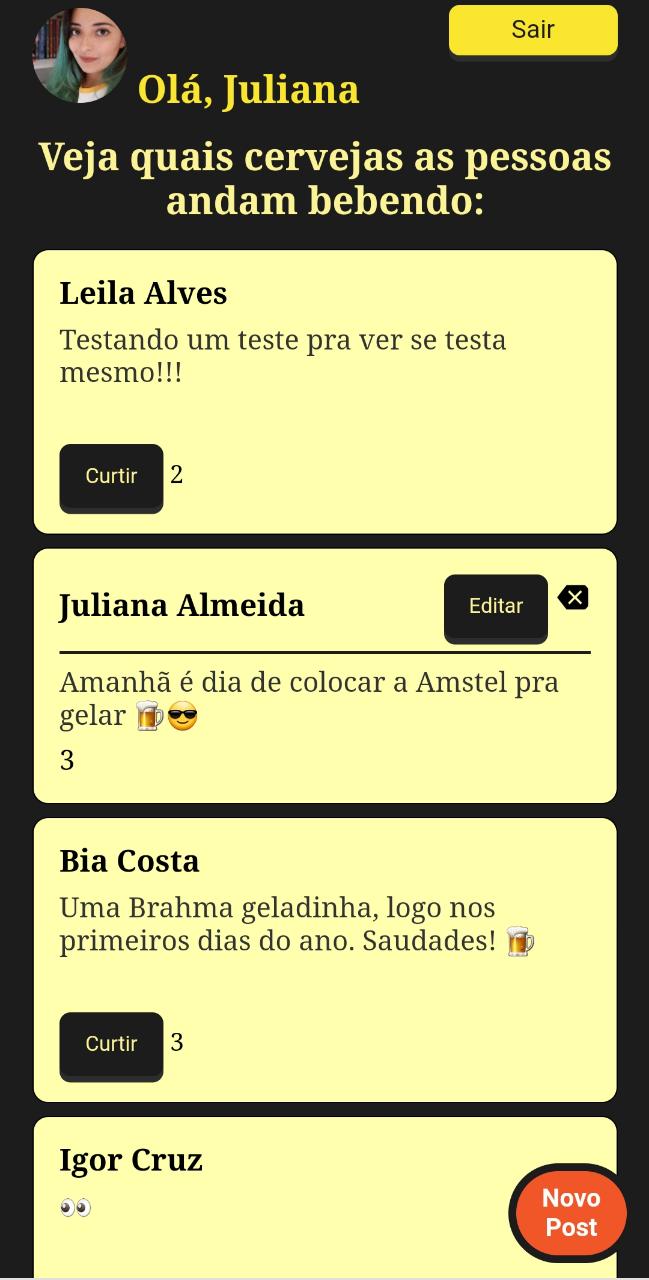 Sair
Olá, Juliana
Veja quais cervejas as pessoas
andam bebendo:
Leila Alves
Testando um teste pra ver se testa
mesmo!!!
Curtir 2
Juliana Almeida Editar
Amanhã é dia de colocar a Amstel pra
gelar 🍺😎
3
Bia Costa
Uma Brahma geladinha, logo nos
primeiros dias do ano. Saudades! 🍺
Curtir 3
Igor Cruz
👀
Novo
Post